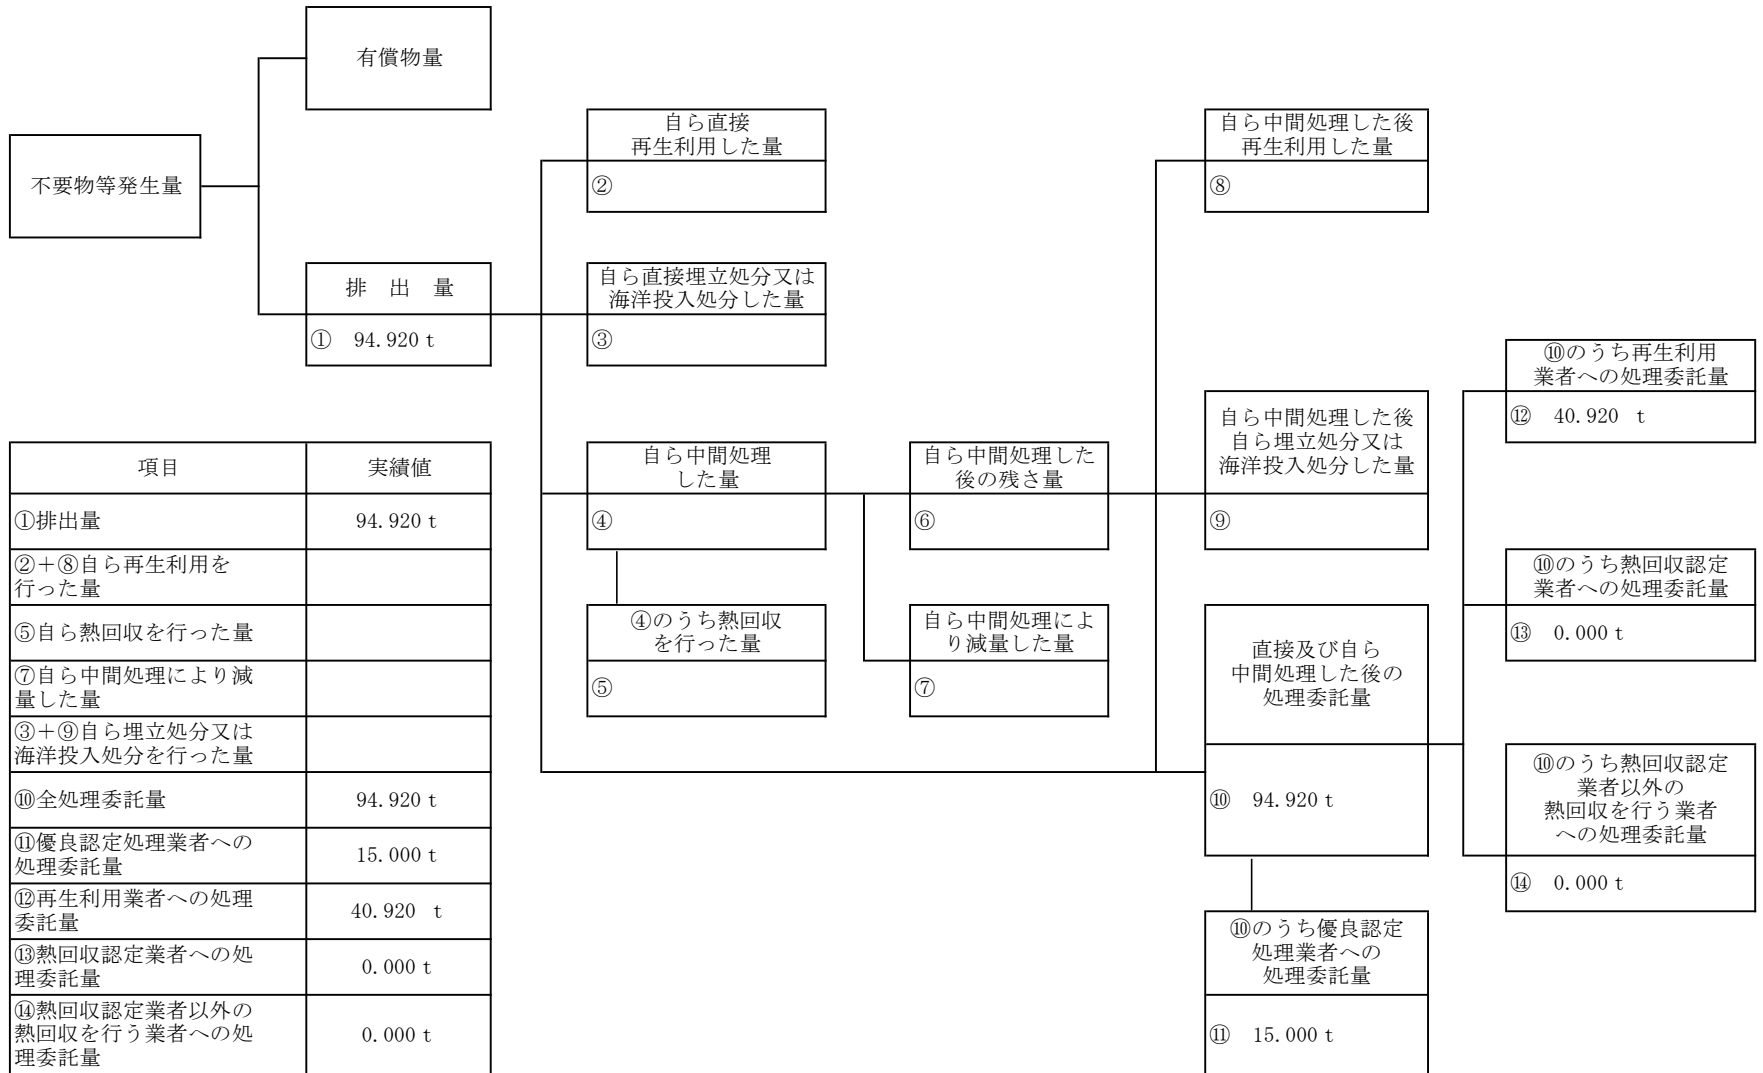 有償物量
不要物等発生量
排　出　量
① 94.920 t
自ら直接
再生利用した量
②
自ら直接埋立処分又は
海洋投入処分した量
③
自ら中間処理
した量
④
④のうち熱回収
を行った量
⑤
自ら中間処理した
後の残さ量
⑥
自ら中間処理によ
り減量した量
⑦
自ら中間処理した後
再生利用した量
⑧
自ら中間処理した後
自ら埋立処分又は
海洋投入処分した量
⑨
直接及び自ら
中間処理した後の
処理委託量
⑩ 94.920 t
⑩のうち優良認定
処理業者への
処理委託量
⑪ 15.000 t
⑩のうち再生利用
業者への処理委託量
⑫ 40.920 t
⑩のうち熱回収認定
業者への処理委託量
⑬ 0.000 t
⑩のうち熱回収認定
業者以外の
熱回収を行う業者
への処理委託量
⑭ 0.000 t
項目 実績値
①排出量 94.920 t
②＋⑧自ら再生利用を
行った量
⑤自ら熱回収を行った量
⑦自ら中間処理により減
量した量
③＋⑨自ら埋立処分又は
海洋投入処分を行った量
⑩全処理委託量 94.920 t
⑪優良認定処理業者への
処理委託量 15.000 t
⑫再生利用業者への処理
委託量 40.920 t
⑬熱回収認定業者への処
理委託量 0.000 t
⑭熱回収認定業者以外の
熱回収を行う業者への処 0.000 t
理委託量